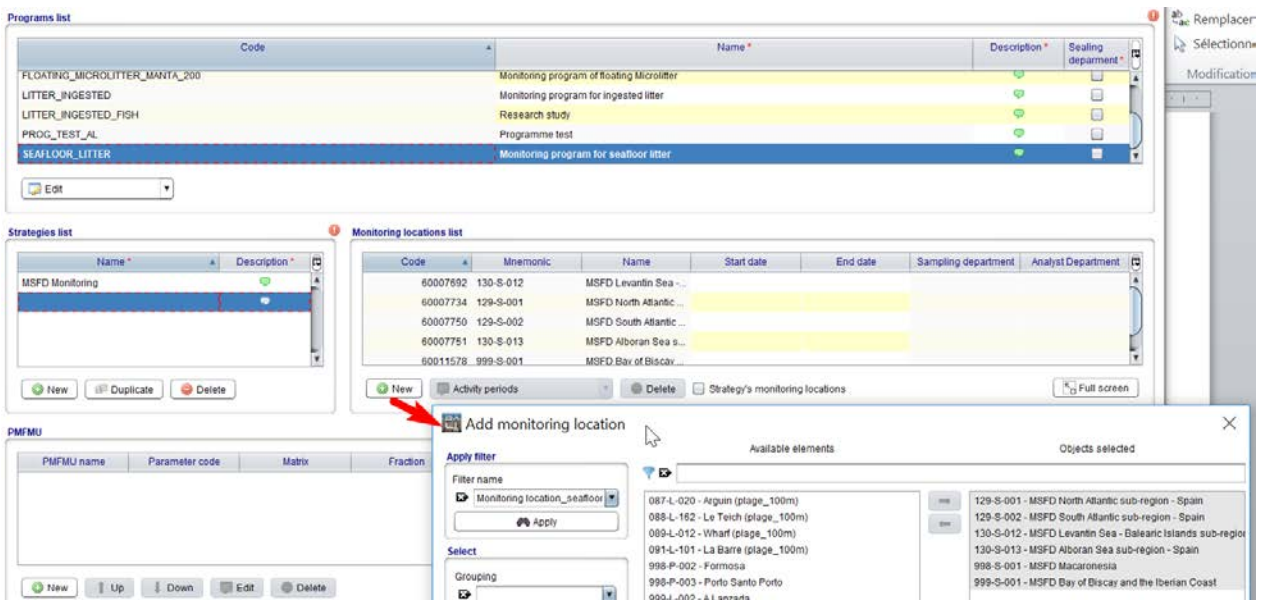 Programs list
Code Name * Description * Sealing deparment *
FLOATING_MICROLITTER_MANTA_200 Monitoring program of floating Microlitter
LITTER_INGESTED Monitoring program for ingested litter
LITTER_INGESTED_FISH Research study
PROG_TEST_AL Programme test
SEAFLOOR_LITTER Monitoring program for seafloor litter
Edit
Remplacer
Sélectionne
Modification
Strategies list
Name * Description *
MSFD Monitoring
New Duplicate Delete
Monitoring locations list
Code Mnemonic Name Start date End date Sampling department Analyst Department
60007692 130-S-012 MSFD Levantin Sea -...
60007734 129-S-001 MSFD North Atlantic ...
60007750 129-S-002 MSFD South Atlantic ...
60007751 130-S-013 MSFD Alboran Sea s...
60011578 999-S-001 MSFD Bay of Biscay ...
New Activity periods Delete Strategy's monitoring locations Full screen
PMFMU
PMFMU name Parameter code Matrix Fraction
New Up Down Edit Delete
Add monitoring location
Apply filter
Filter name
Monitoring location_seafloor
Apply
Select
Grouping
Available elements
087-L-020 - Arguin (plage_100m)
088-L-162 - Le Teich (plage_100m)
089-L-012 - Wharf (plage_100m)
091-L-101 - La Barre (plage_100m)
998-P-002 - Formosa
998-P-003 - Porto Santo Porto
999-L-002 - A Lanzada
Objects selected
129-S-001 - MSFD North Atlantic sub-region - Spain
129-S-002 - MSFD South Atlantic sub-region - Spain
130-S-012 - MSFD Levantin Sea - Balearic Islands sub-region
130-S-013 - MSFD Alboran Sea sub-region - Spain
998-S-001 - MSFD Macaronesia
999-S-001 - MSFD Bay of Biscay and the Iberian Coast